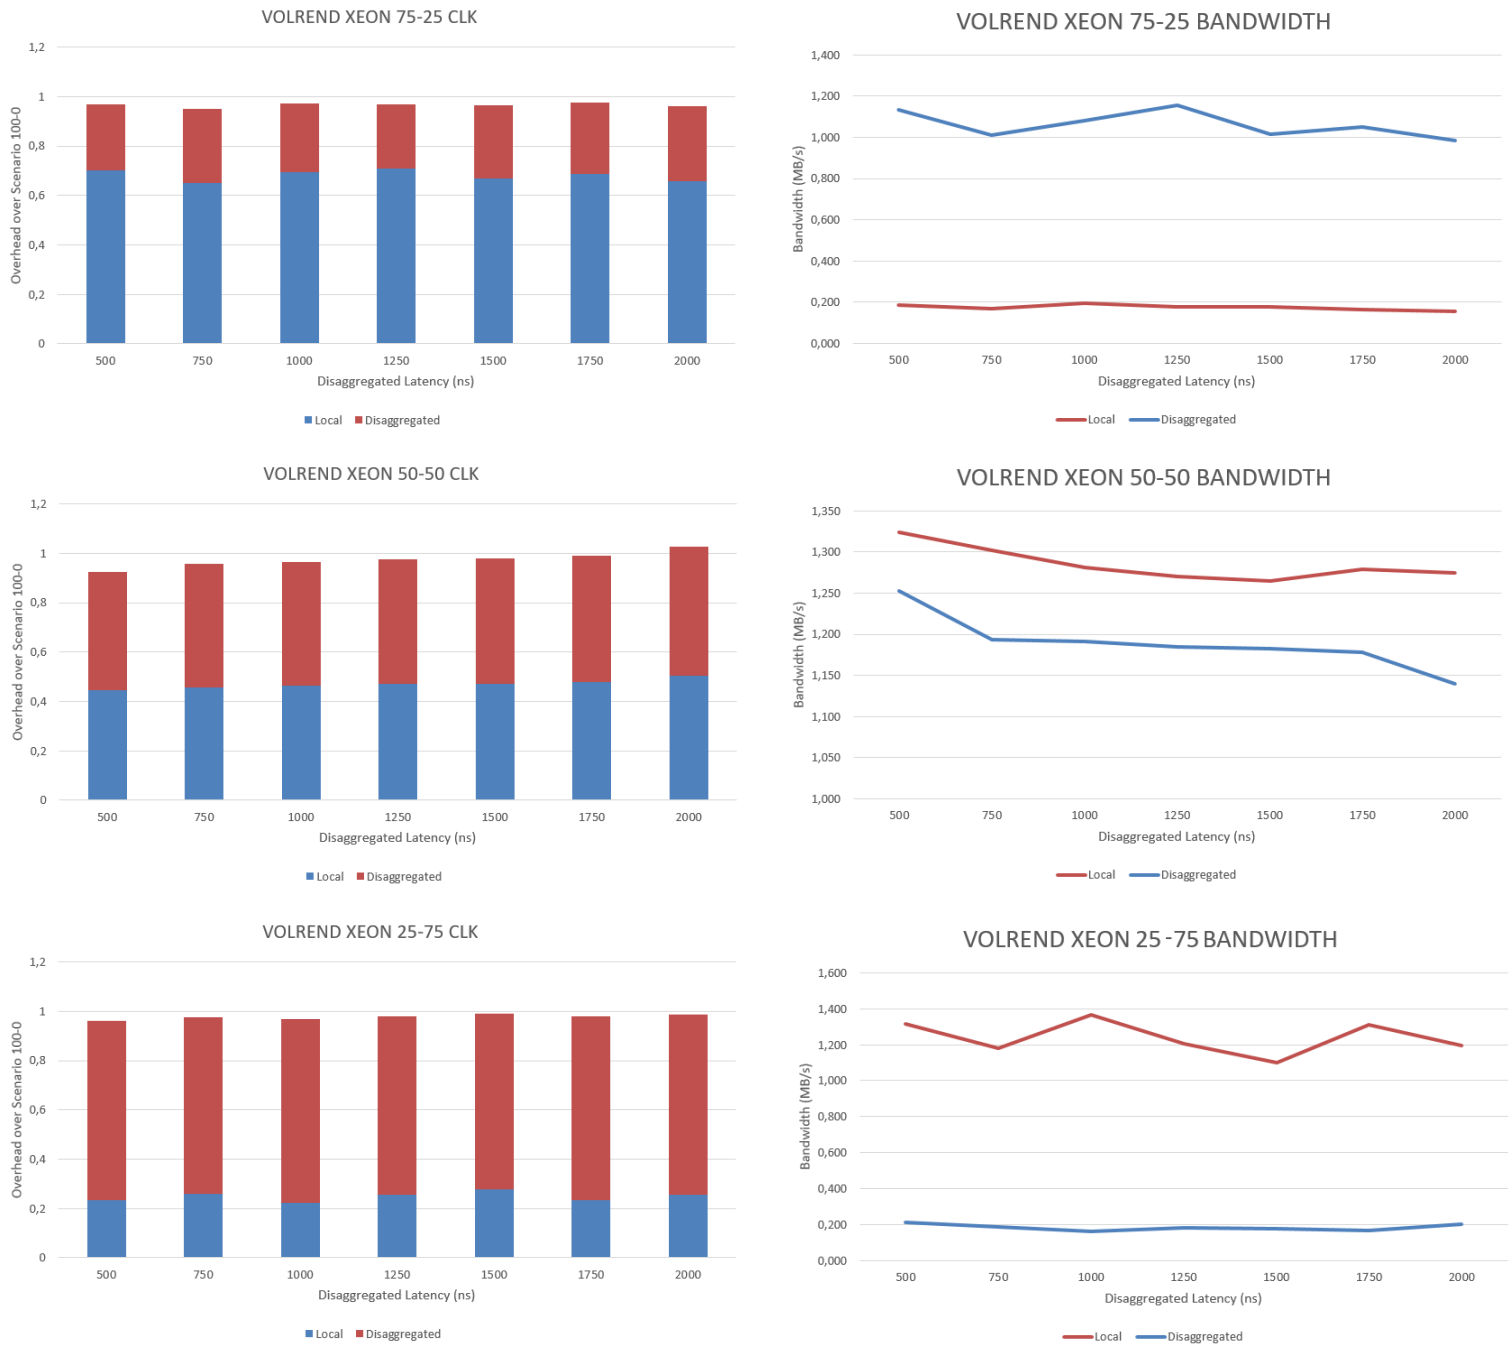 VOLREND XEON 75-25 CLK
1,2
1
0,8
0,6
0,4
0,2
0
Overhead over Scenario 100-0
500 750 1000 1250 1500 1750 2000
Disaggregated Latency (ns)
Local Disaggregated
VOLREND XEON 75-25 BANDWIDTH
1,400
1,200
1,000
0,800
0,600
0,400
0,200
0,000
Bandwidth (MB/s)
500 750 1000 1250 1500 1750 2000
Disaggregated Latency (ns)
Local Disaggregated
VOLREND XEON 50-50 CLK
1,2
1
0,8
0,6
0,4
0,2
0
Overhead over Scenario 100-0
500 750 1000 1250 1500 1750 2000
Disaggregated Latency (ns)
Local Disaggregated
VOLREND XEON 50-50 BANDWIDTH
1,350
1,300
1,250
1,200
1,150
1,100
1,050
1,000
Bandwidth (MB/s)
500 750 1000 1250 1500 1750 2000
Disaggregated Latency (ns)
Local Disaggregated
VOLREND XEON 25-75 CLK
1,2
1
0,8
0,6
0,4
0,2
0
Overhead over Scenario 100-0
500 750 1000 1250 1500 1750 2000
Disaggregated Latency (ns)
Local Disaggregated
VOLREND XEON 25-75 BANDWIDTH
1,600
1,400
1,200
1,000
0,800
0,600
0,400
0,200
0,000
Bandwidth (MB/s)
500 750 1000 1250 1500 1750 2000
Disaggregated Latency (ns)
Local Disaggregated